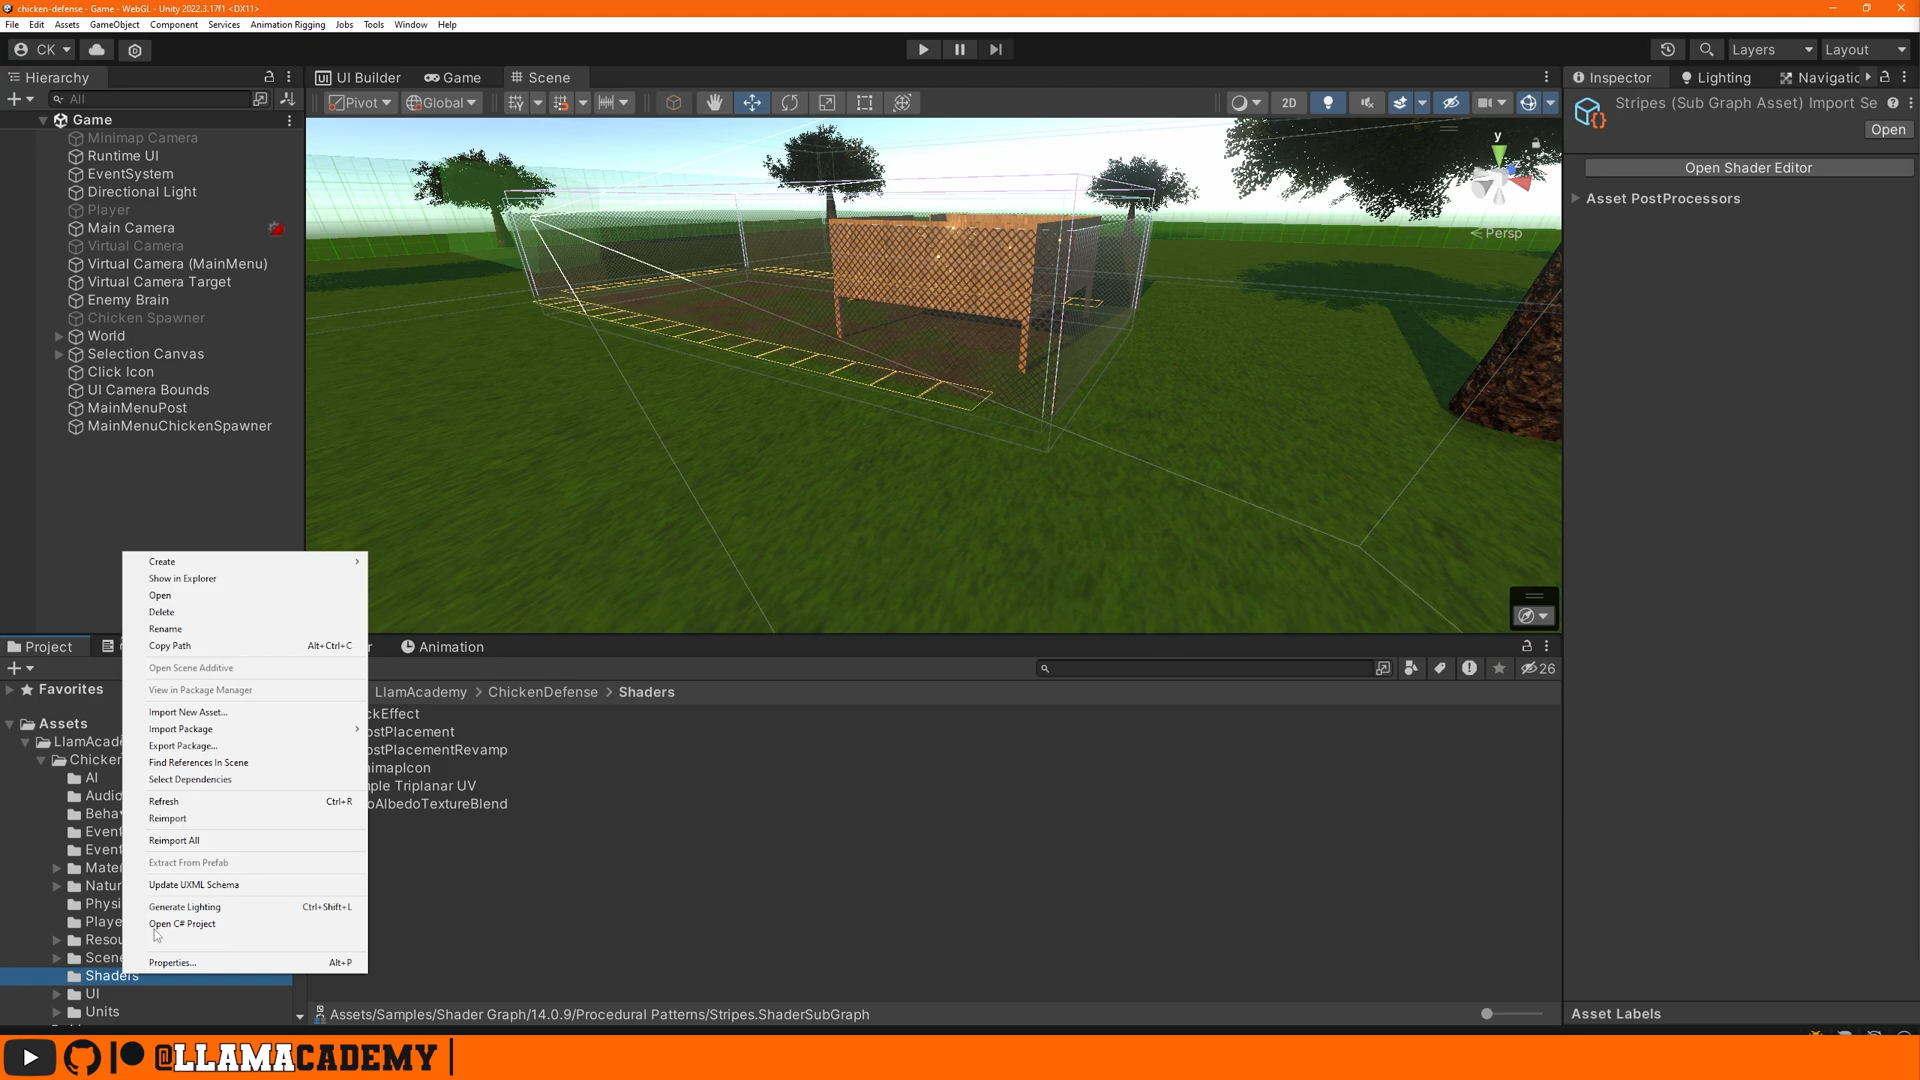 chicken-defense - Game - WebGL - Unity 2022.3.17f1 <DX11>
File Edit Assets GameObject Component Services Animation Rigging Jobs Tools Window Help
CK Layers Layout
Hierarchy
All
Game
Minimap Camera
Runtime UI
EventSystem
Directional Light
Player
Main Camera
Virtual Camera
Virtual Camera (MainMenu)
Virtual Camera Target
Enemy Brain
Chicken Spawner
World
Selection Canvas
Click Icon
UI Camera Bounds
MainMenuPost
MainMenuChickenSpawner
UI Builder Game Scene
Pivot Global 2D
y
Persp
Inspector Lighting Navigatic
Stripes (Sub Graph Asset) Import Se
Open
Open Shader Editor
Asset PostProcessors
Create
Show in Explorer
Open
Delete
Rename
Copy Path Alt+Ctrl+C
Open Scene Additive
View in Package Manager
Import New Asset...
Import Package
Export Package...
Find References In Scene
Select Dependencies
Refresh Ctrl+R
Reimport
Reimport All
Extract From Prefab
Update UXML Schema
Generate Lighting Ctrl+Shift+L
Open C# Project
Properties... Alt+P
Project
Animation
26
Favorites
Assets
LlamAcad
Chicken
AI
Audio
Behav
Event
Event
Mater
Natur
Physi
Playe
Resou
Scene
Shaders
UI
Units
LlamAcademy > ChickenDefense > Shaders
ckEffect
ostPlacement
ostPlacementRevamp
nimapIcon
mple Triplanar UV
oAlbedoTextureBlend
Assets/Samples/Shader Graph/14.0.9/Procedural Patterns/Stripes.ShaderSubGraph
Asset Labels
@LLAMACADEMY